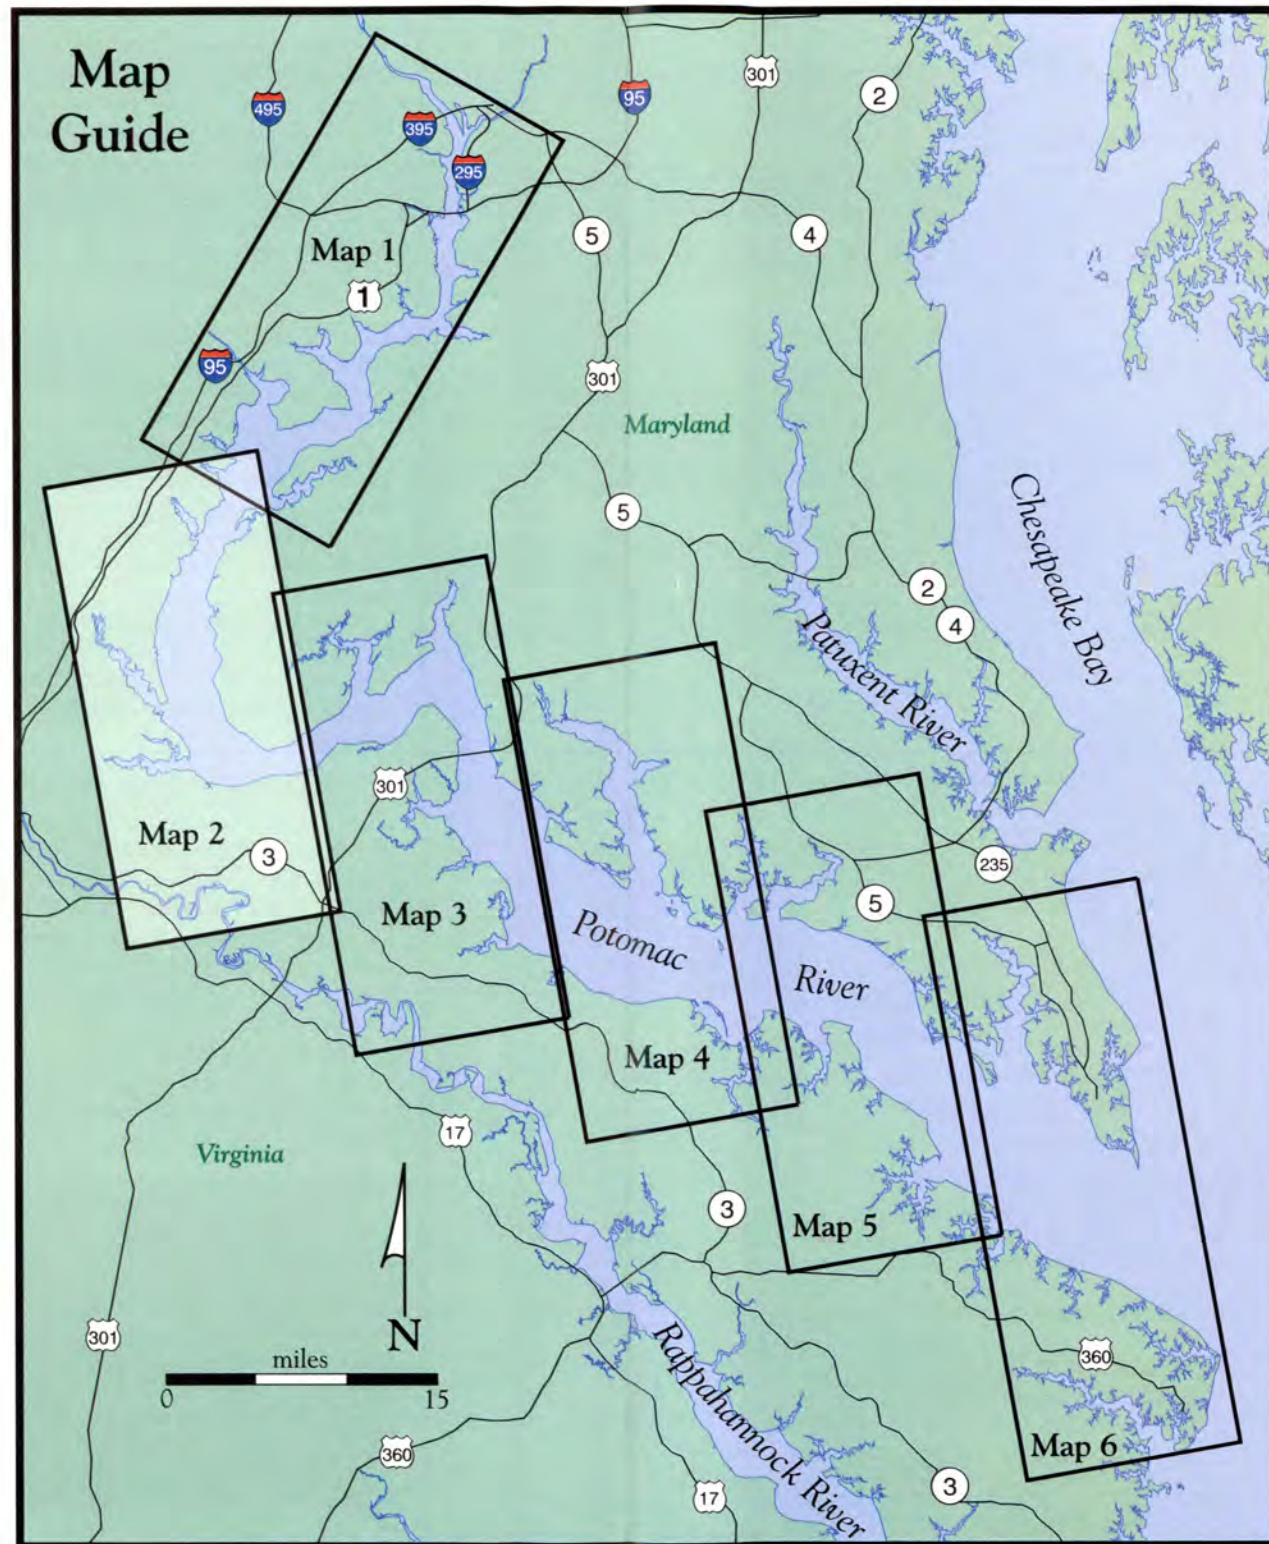 Map
Guide
495
395
95
301
2
295
Map 1
5
4
1
95
301
Maryland
5
Chesapeake Bay
2
4
Patuxent River
301
Map 2
3
235
Map 3
5
Potomac
River
Map 4
17
Virginia
3
Map 5
N
301
miles
0
15
Rappahannock River
360
360
Map 6
17
3